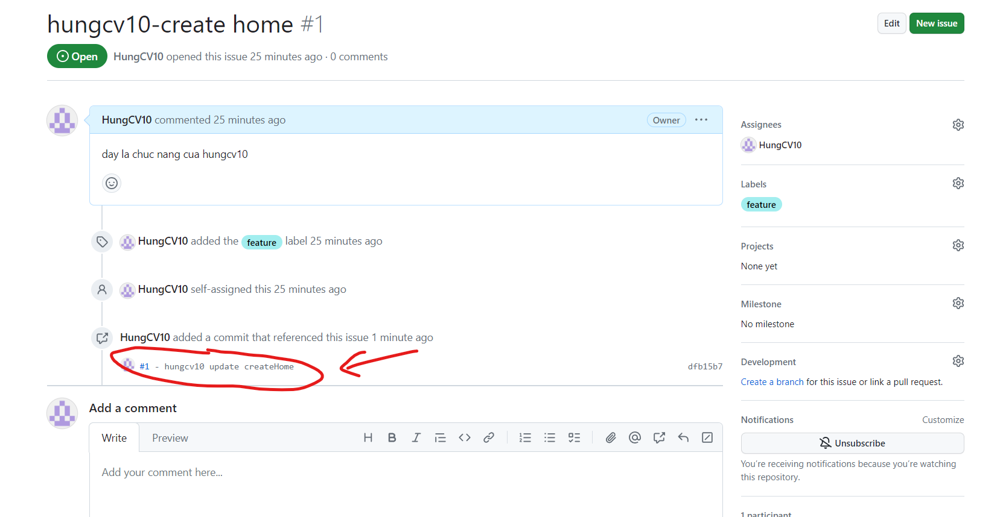 hungcv10-create home #1
Edit
New issue
Open
HungCV10 opened this issue 25 minutes ago · 0 comments
HungCV10 commented 25 minutes ago
Owner
day la chuc nang cua hungcv10
HungCV10 added the feature label 25 minutes ago
HungCV10 self-assigned this 25 minutes ago
HungCV10 added a commit that referenced this issue 1 minute ago
#1 - hungcv10 update createHome
dfb15b7
Add a comment
Write
Preview
Add your comment here...
Assignees
HungCV10
Labels
feature
Projects
None yet
Milestone
No milestone
Development
Create a branch for this issue or link a pull request.
Notifications
Customize
Unsubscribe
You're receiving notifications because you're watching
this repository.
1 participant